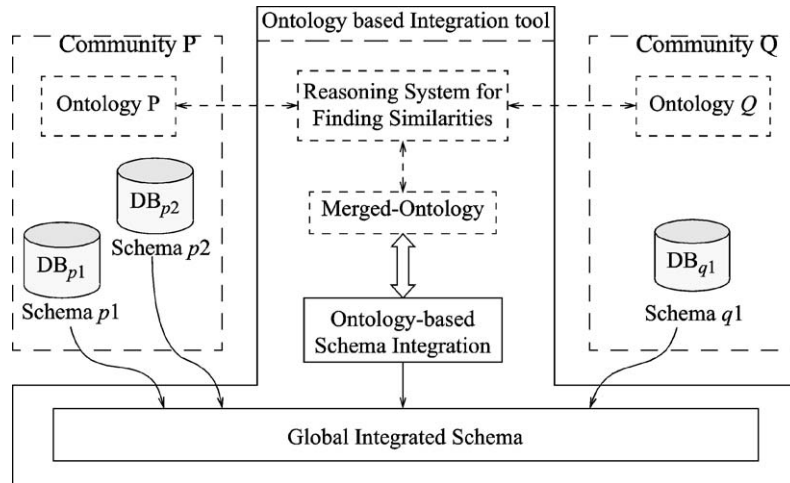 Ontology based Integration tool
Community P
Community Q
Ontology P
Reasoning System for
Finding Similarities
Ontology Q
DBp2
Merged-Ontology
DBp1
Schema p2
DBq1
Schema p1
Ontology-based
Schema Integration
Schema q1
Global Integrated Schema